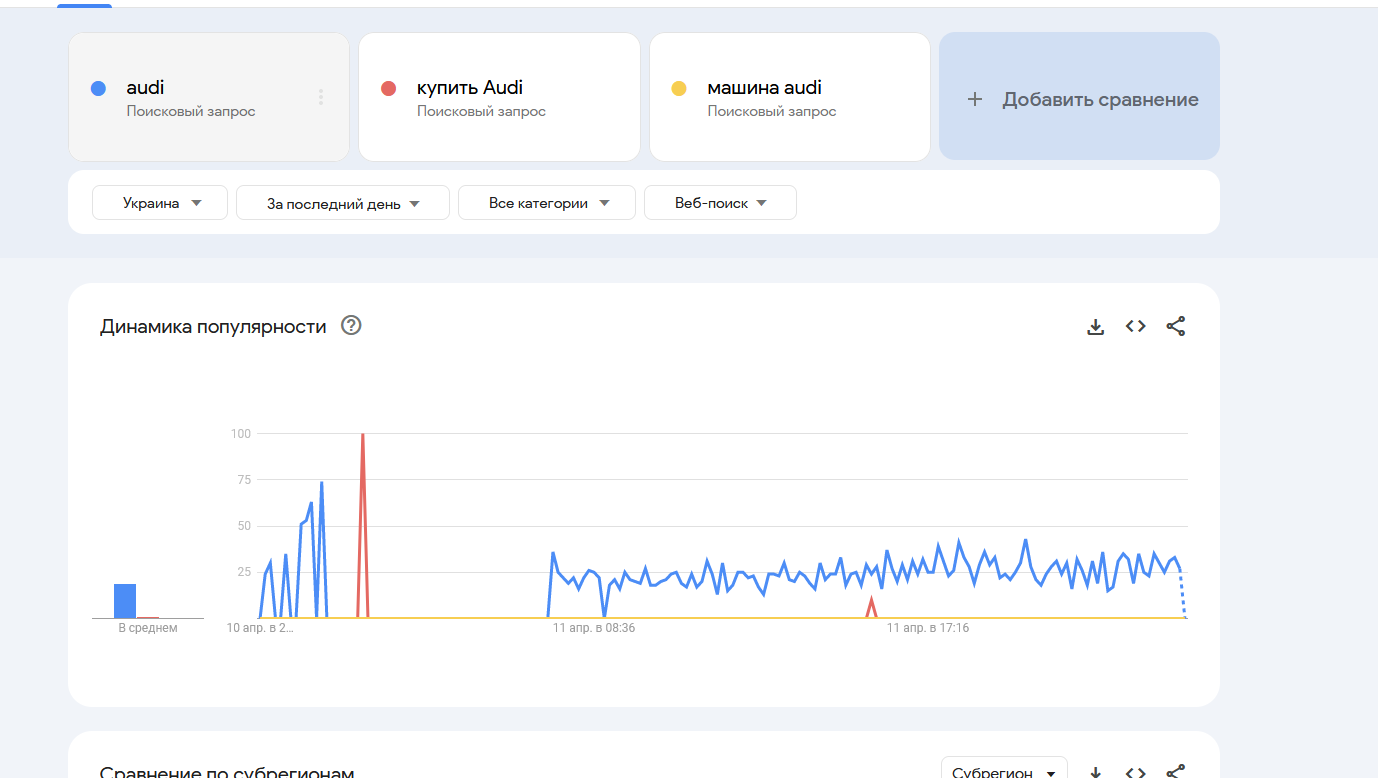 audi
Поисковый запрос
купить Audi
Поисковый запрос
машина audi
Поисковый запрос
+ Добавить сравнение
Украина
За последний день
Все категории
Веб-поиск
Динамика популярности
100
75
50
25
В среднем
10 апр. в 2…
11 апр. в 08:36
11 апр. в 17:16
Сравнение по субрегионам
Субрегион